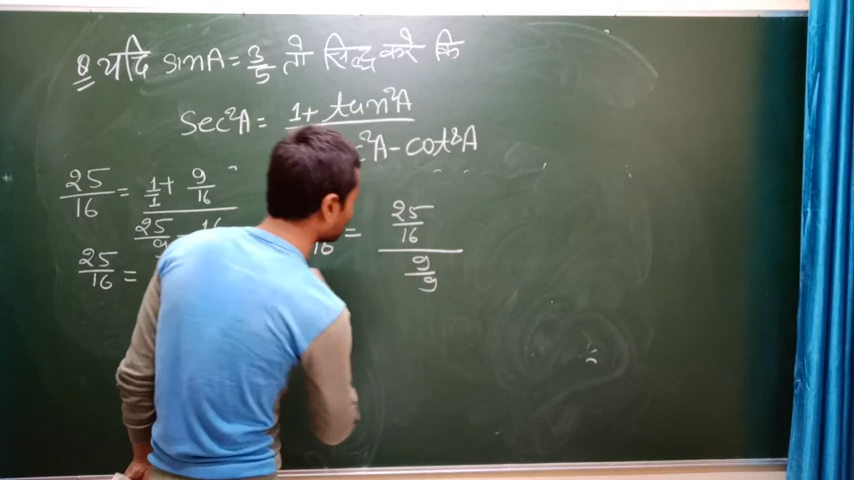 8 यदि sinA = 3/5 तो सिद्ध करे कि
Sec²A = 1 + tan²A / ²A - cot²A
25/16 = 1/1 + 9/16 / 25/9 - 16
25/16 =
16 = 25/16 / 9/9